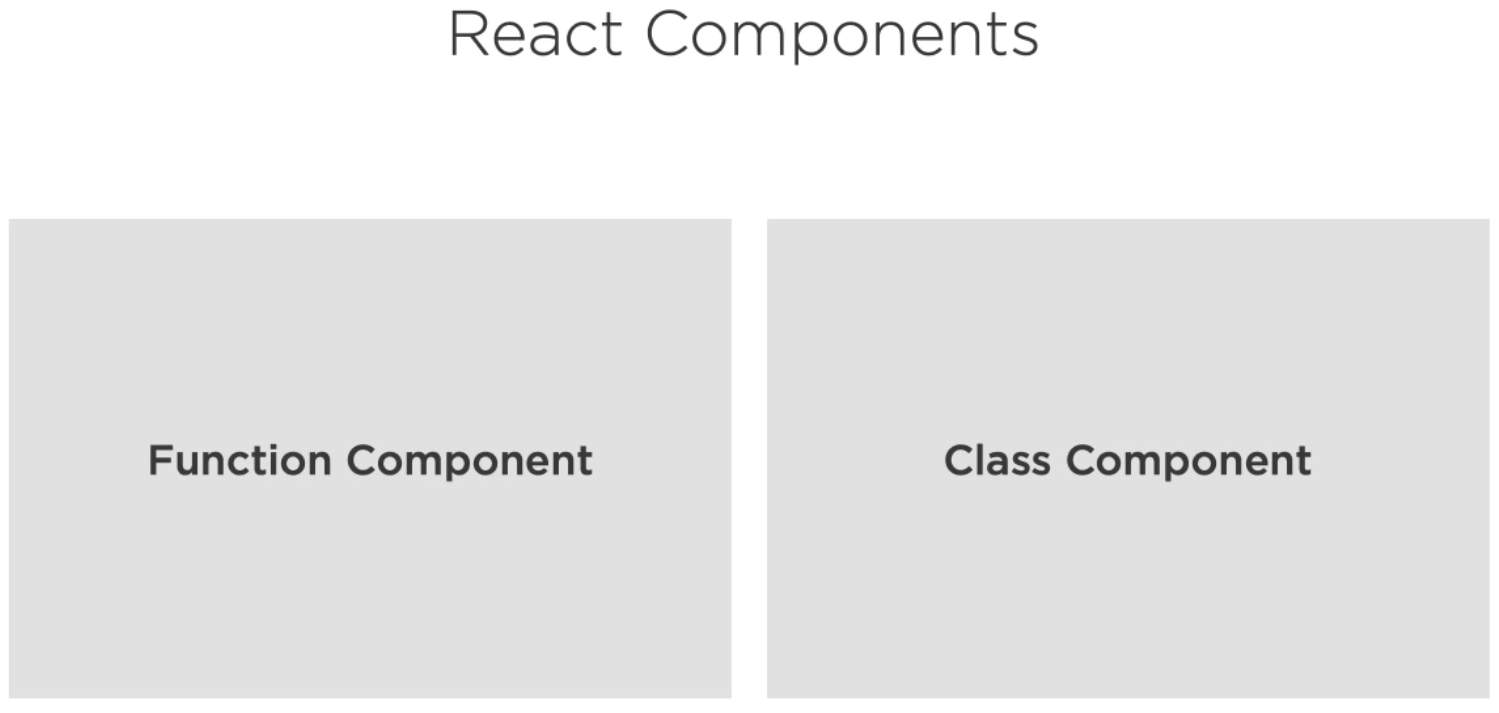 React Components
Function Component
Class Component